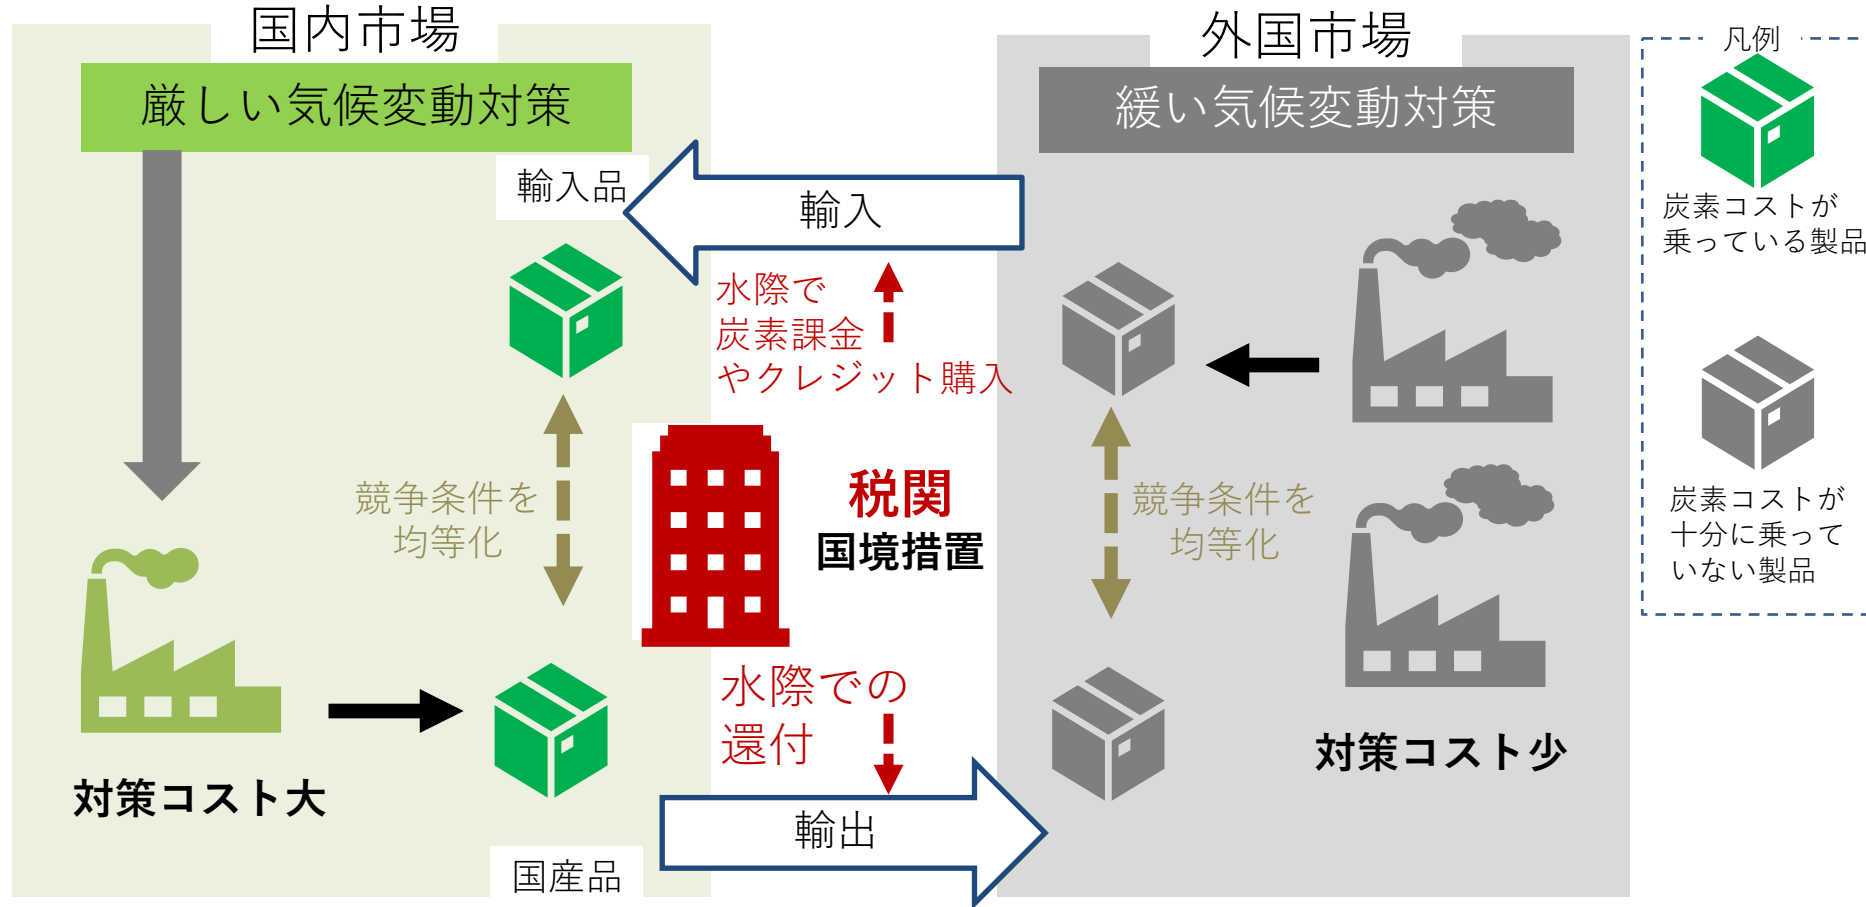 国内市場
厳しい気候変動対策
外国市場
緩い気候変動対策
凡例
炭素コストが
乗っている製品
炭素コストが
十分に乗って
いない製品
輸入品
輸入
水際で
炭素課金
やクレジット購入
競争条件を
均等化
税関
国境措置
競争条件を
均等化
水際での
還付
対策コスト大
対策コスト少
輸出
国産品